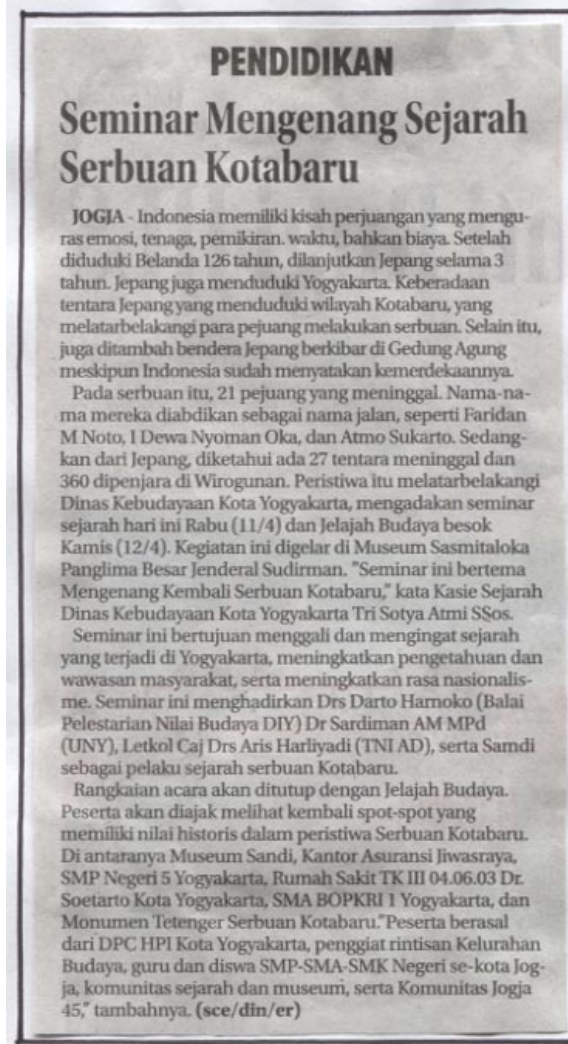 PENDIDIKAN
Seminar Mengenang Sejarah
Serbuan Kotabaru
JOGJA - Indonesia memiliki kisah perjuangan yang mengu-
ras emosi, tenaga, pemikiran. waktu, bahkan biaya. Setelah
diduduki Belanda 126 tahun, dilanjutkan Jepang selama 3
tahun. Jepang juga menduduki Yogyakarta. Keberadaan
tentara Jepang yang menduduki wilayah Kotabaru, yang
melatarbelakangi para pejuang melakukan serbuan. Selain itu,
juga ditambah bendera Jepang berkibar di Gedung Agung
meskipun Indonesia sudah menyatakan kemerdekaannya.
Pada serbuan itu, 21 pejuang yang meninggal. Nama-na-
ma mereka diabdikan sebagai nama jalan, seperti Faridan
M Noto, I Dewa Nyoman Oka, dan Atmo Sukarto. Sedang-
kan dari Jepang, diketahui ada 27 tentara meninggal dan
360 dipenjara di Wirogunan. Peristiwa itu melatarbelakangi
Dinas Kebudayaan Kota Yogyakarta, mengadakan seminar
sejarah hari ini Rabu (11/4) dan Jelajah Budaya besok
Kamis (12/4). Kegiatan ini digelar di Museum Sasmitaloka
Panglima Besar Jenderal Sudirman. "Seminar ini bertema
Mengenang Kembali Serbuan Kotabaru," kata Kasie Sejarah
Dinas Kebudayaan Kota Yogyakarta Tri Sotya Atmi SSos.
Seminar ini bertujuan menggali dan mengingat sejarah
yang terjadi di Yogyakarta, meningkatkan pengetahuan dan
wawasan masyarakat, serta meningkatkan rasa nasionalis-
me. Seminar ini menghadirkan Drs Darto Harnoko (Balai
Pelestarian Nilai Budaya DIY) Dr Sardiman AM MPd
(UNY), Letkol Caj Drs Aris Harliyadi (TNI AD), serta Samdi
sebagai pelaku sejarah serbuan Kotabaru.
Rangkaian acara akan ditutup dengan Jelajah Budaya.
Peserta akan diajak melihat kembali spot-spot yang
memiliki nilai historis dalam peristiwa Serbuan Kotabaru.
Di antaranya Museum Sandi, Kantor Asuransi Jiwasraya,
SMP Negeri 5 Yogyakarta, Rumah Sakit TK III 04.06.03 Dr.
Soetarto Kota Yogyakarta, SMA BOPKRI 1 Yogyakarta, dan
Monumen Tetenger Serbuan Kotabaru."Peserta berasal
dari DPC HPI Kota Yogyakarta, penggiat rintisan Kelurahan
Budaya, guru dan diswa SMP-SMA-SMK Negeri se-kota Jog-
ja, komunitas sejarah dan museum, serta Komunitas Jogja
45," tambahnya. (sce/din/er)